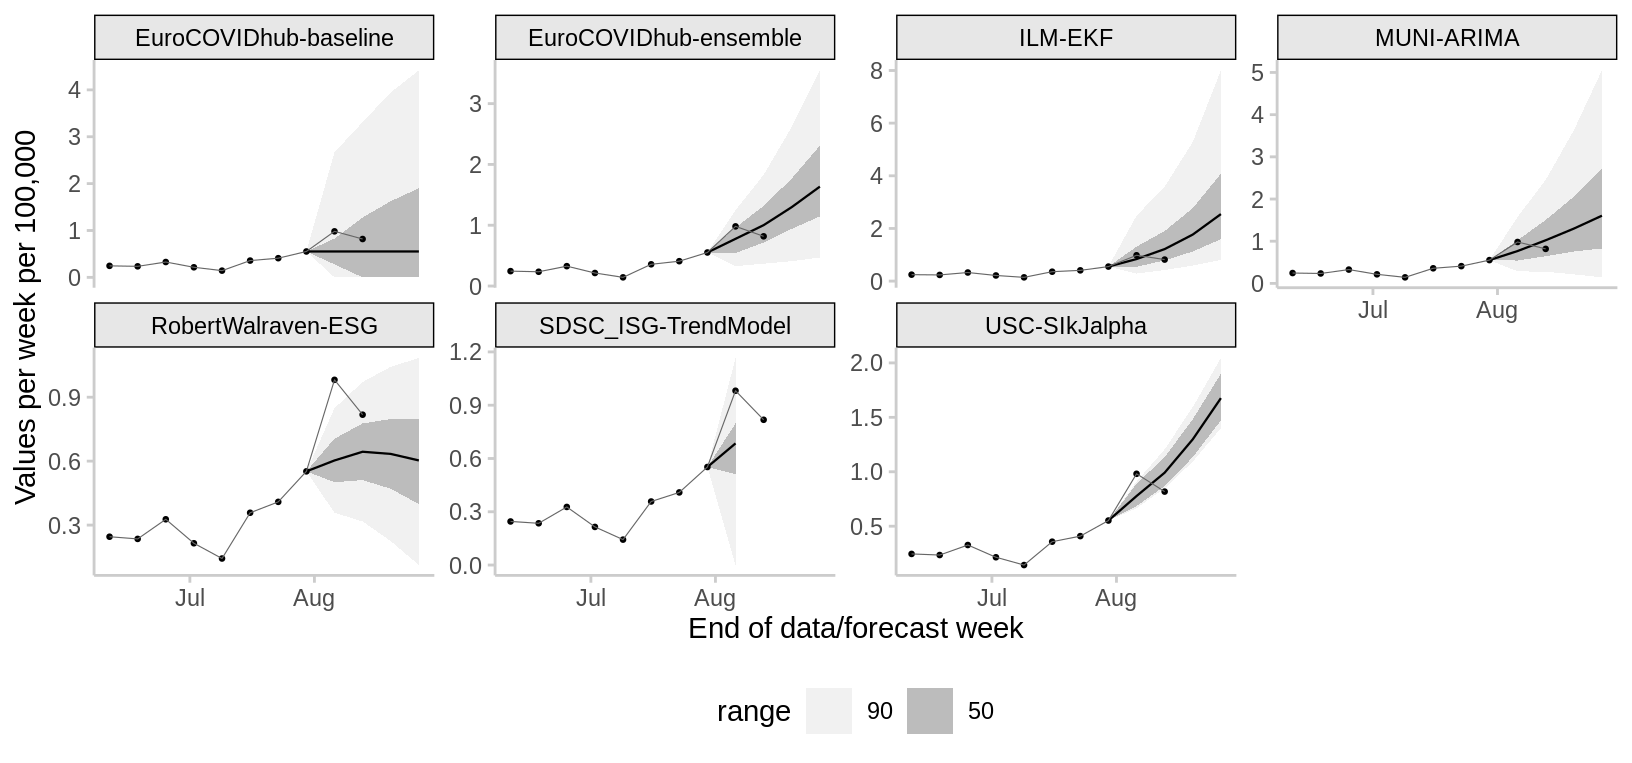 EuroCOVIDhub-baseline
EuroCOVIDhub-ensemble
ILM-EKF
MUNI-ARIMA
Values per week per 100,000
4
3
2
1
0
3
2
1
0
8
6
4
2
0
5
4
3
2
1
0
Jul
Aug
RobertWalraven-ESG
SDSC_ISG-TrendModel
USC-SIkJalpha
0.9
0.6
0.3
1.2
0.9
0.6
0.3
0.0
2.0
1.5
1.0
0.5
Jul
Aug
Jul
Aug
Jul
Aug
End of data/forecast week
range
90
50